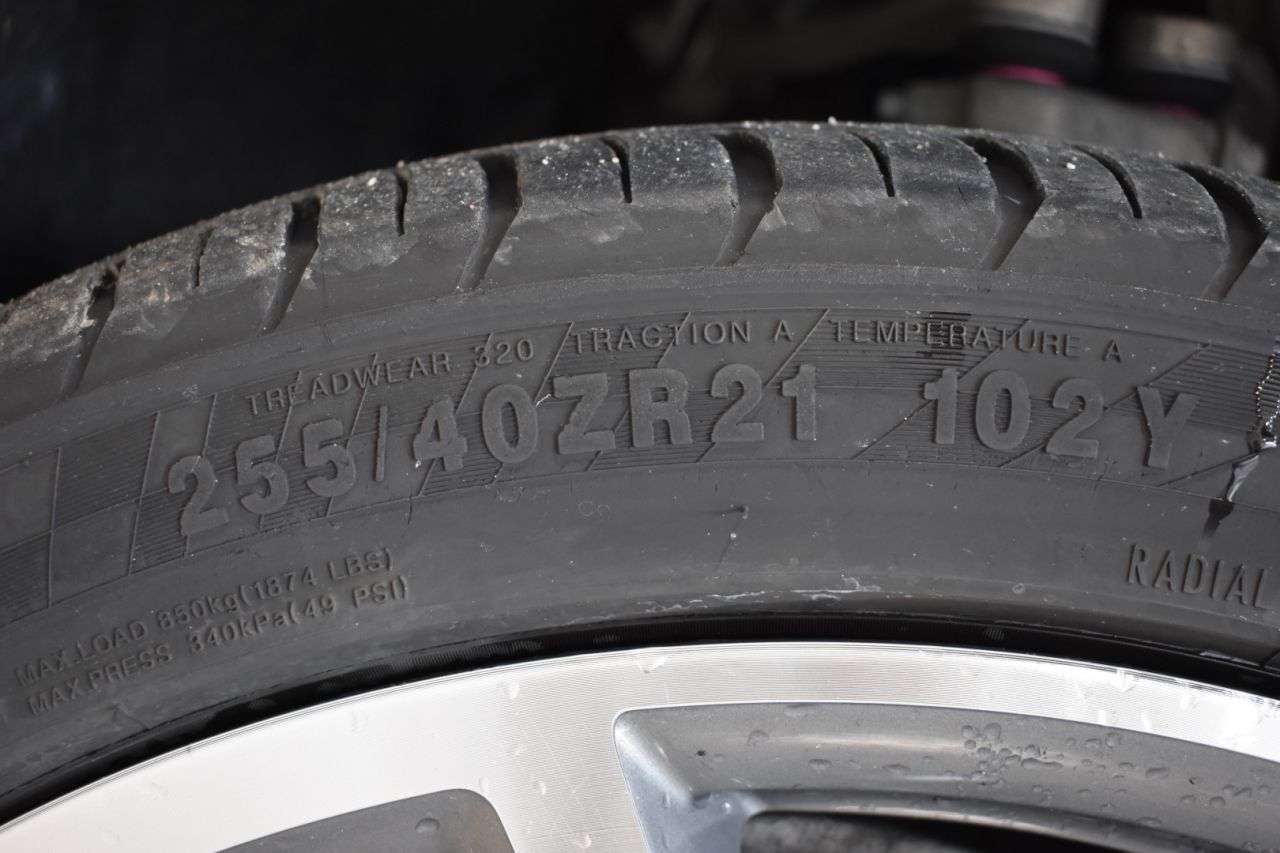 TREADWEAR 320 TRACTION A TEMPERATURE A
255/40ZR21 102Y
MAX.LOAD 850kg(1874 LBS)
MAX.PRESS 340kPa(49 PSI)
RADIAL